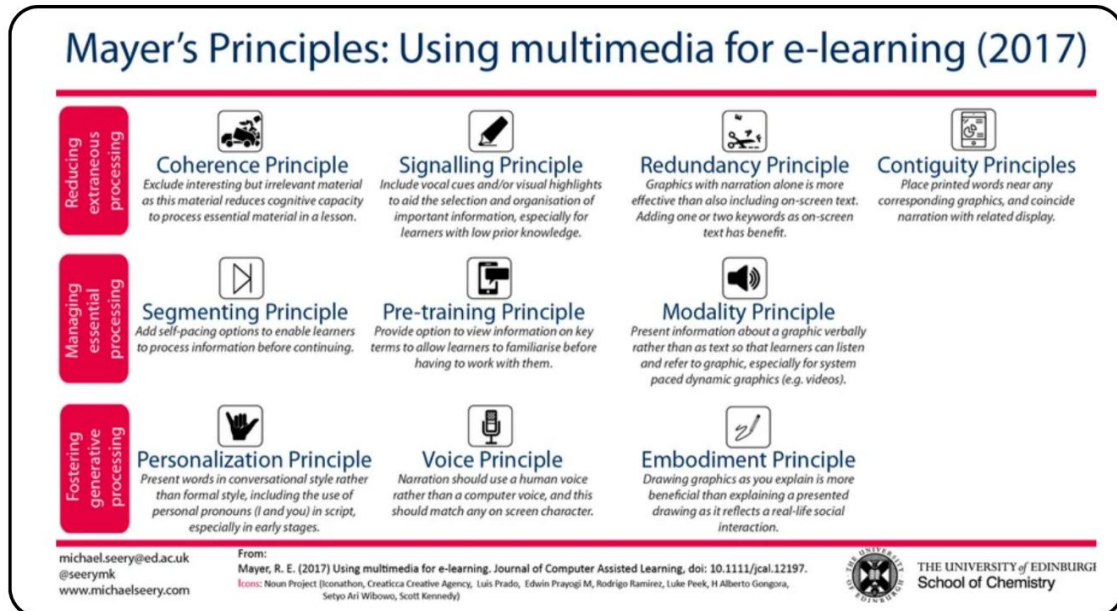 Mayer's Principles: Using multimedia for e-learning (2017)
Reducing
extraneous
processing
Coherence Principle
Exclude interesting but irrelevant material
as this material reduces cognitive capacity
to process essential material in a lesson.
Signalling Principle
Include vocal cues and/or visual highlights
to aid the selection and organisation of
important information, especially for
learners with low prior knowledge.
Redundancy Principle
Graphics with narration alone is more
effective than also including on-screen text.
Adding one or two keywords as on-screen
text has benefit.
Contiguity Principles
Place printed words near any
corresponding graphics, and coincide
narration with related display.
Managing
essential
processing
Segmenting Principle
Add self-pacing options to enable learners
to process information before continuing.
Pre-training Principle
Provide option to view information on key
terms to allow learners to familiarise before
having to work with them.
Modality Principle
Present information about a graphic verbally
rather than as text so that learners can listen
and refer to graphic, especially for system
paced dynamic graphics (e.g. videos).
Fostering
generative
processing
Personalization Principle
Present words in conversational style rather
than formal style, including the use of
personal pronouns (I and you) in script,
especially in early stages.
Voice Principle
Narration should use a human voice
rather than a computer voice, and this
should match any on screen character.
Embodiment Principle
Drawing graphics as you explain is more
beneficial than explaining a presented
drawing as it reflects a real-life social
interaction.
michael.seery@ed.ac.uk
@seerymk
www.michaelseery.com
From:
Mayer, R. E. (2017) Using multimedia for e-learning. Journal of Computer Assisted Learning, doi: 10.1111/jcal.12197.
Icons: Noun Project (Iconathon, Creaticca Creative Agency, Luis Prado, Edwin Prayogi M, Rodrigo Ramirez, Luke Peek, H Alberto Gongora,
Setyo Ari Wibowo, Scott Kennedy)
THE UNIVERSITY
OF EDINBURGH
THE UNIVERSITY of EDINBURGH
School of Chemistry